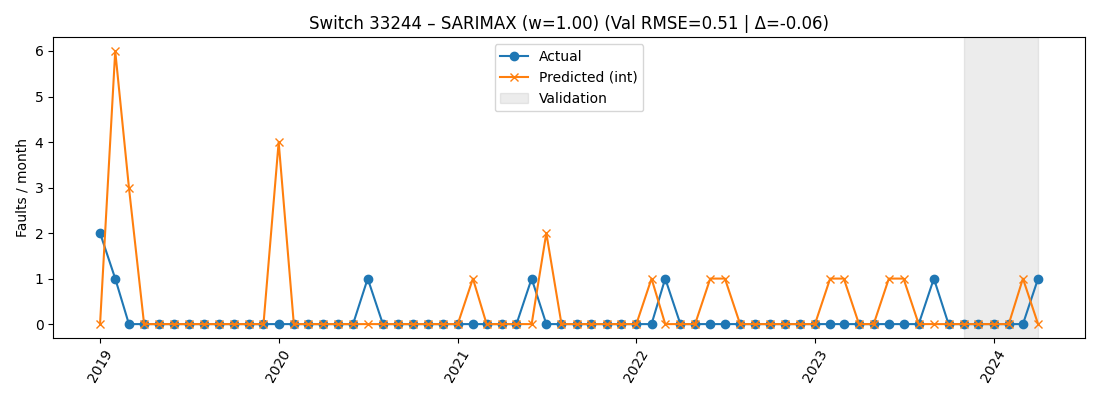 Switch 33244 – SARIMAX (w=1.00) (Val RMSE=0.51 | Δ=-0.06)
Actual
Predicted (int)
Validation
Faults / month
6
5
4
3
2
1
0
2019
2020
2021
2022
2023
2024